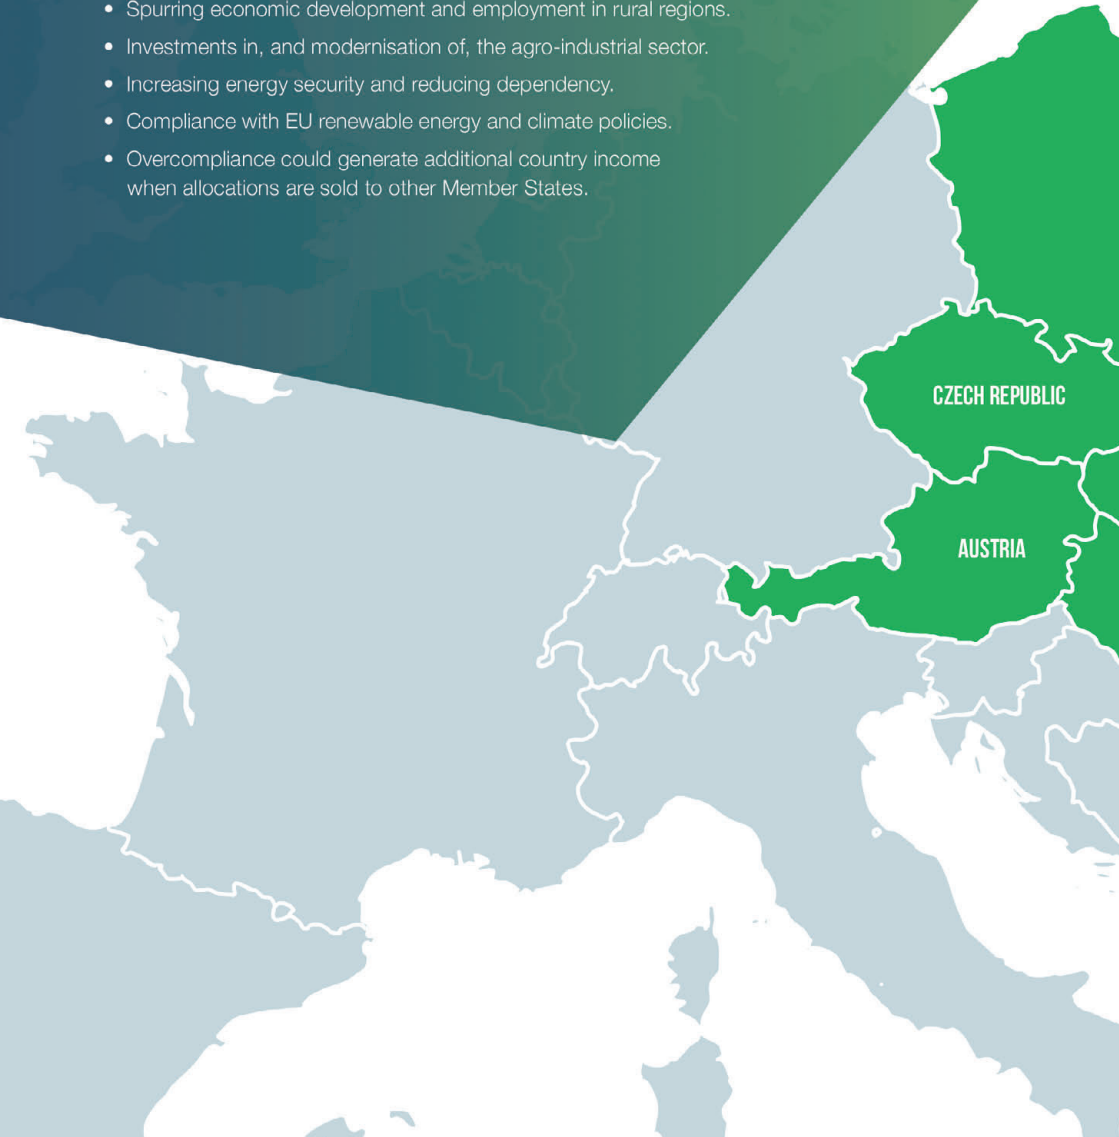 • Spurring economic development and employment in rural regions.
• Investments in, and modernisation of, the agro-industrial sector.
• Increasing energy security and reducing dependency.
• Compliance with EU renewable energy and climate policies.
• Overcompliance could generate additional country income
when allocations are sold to other Member States.
CZECH REPUBLIC
AUSTRIA